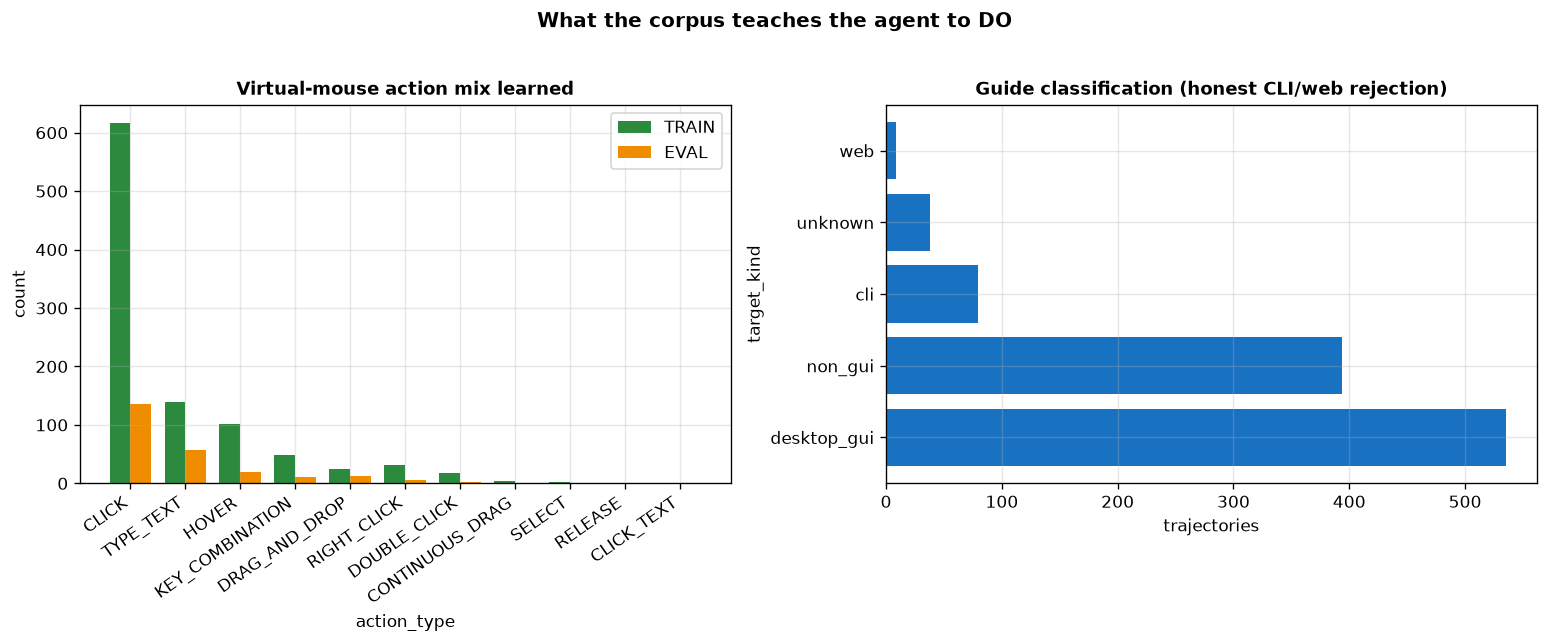 What the corpus teaches the agent to DO
Virtual-mouse action mix learned
TRAIN
EVAL
count
600
500
400
300
200
100
0
CLICK
TYPE_TEXT
HOVER
KEY_COMBINATION
DRAG_AND_DROP
RIGHT_CLICK
DOUBLE_CLICK
CONTINUOUS_DRAG
SELECT
RELEASE
CLICK_TEXT
action_type
Guide classification (honest CLI/web rejection)
target_kind
web
unknown
cli
non_gui
desktop_gui
0 100 200 300 400 500
trajectories